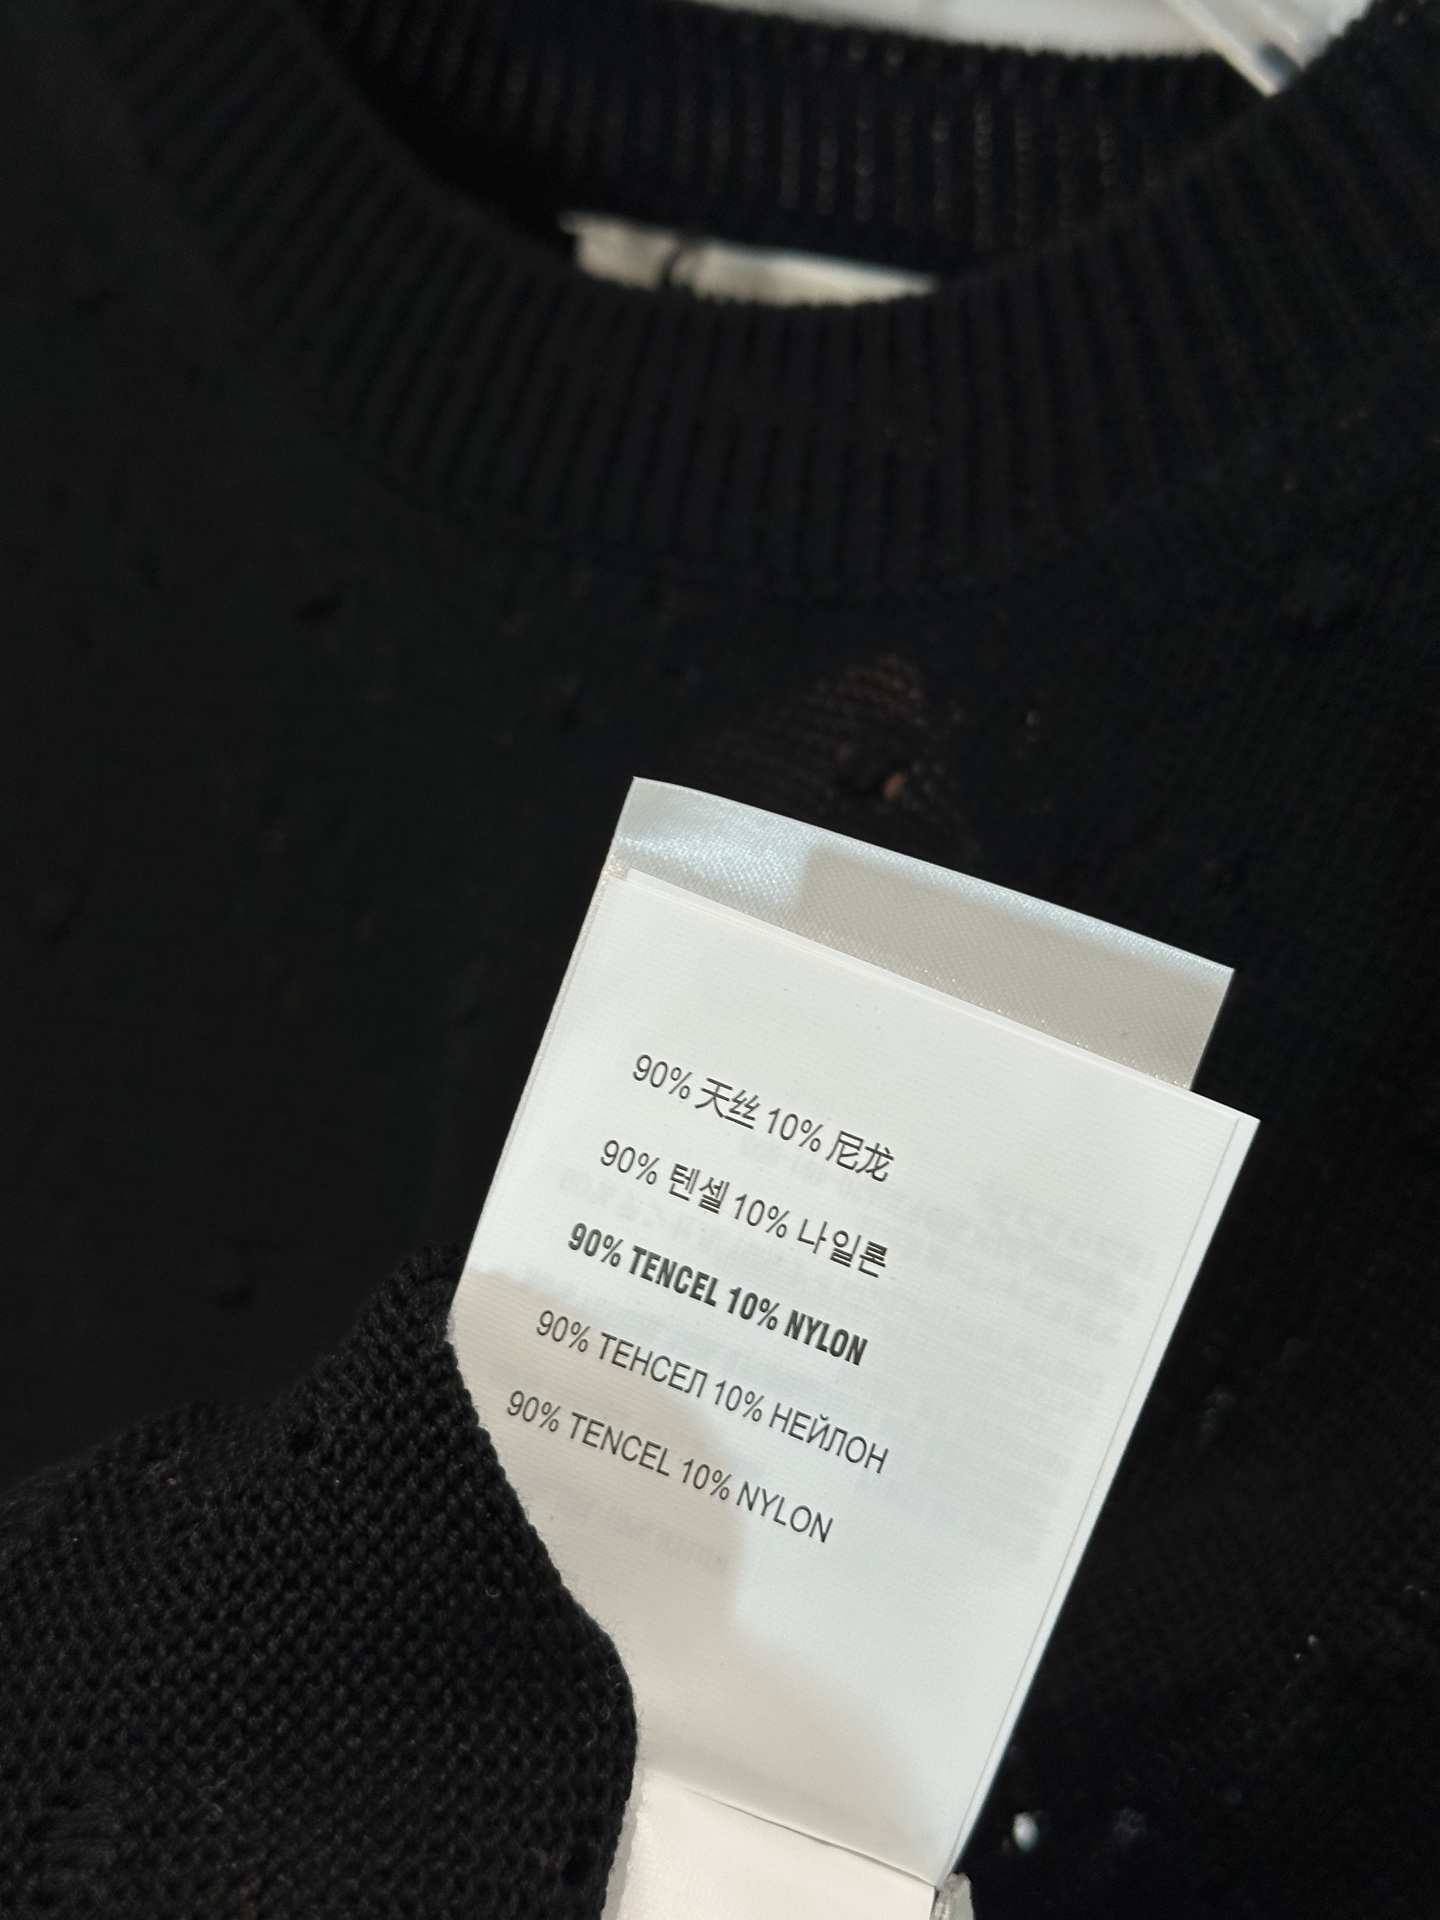 90% 天丝 10% 尼龙
90% 텐셀 10% 나일론
90% TENCEL 10% NYLON
90% ТЕНСЕЛ 10% НЕЙЛОН
90% TENCEL 10% NYLON